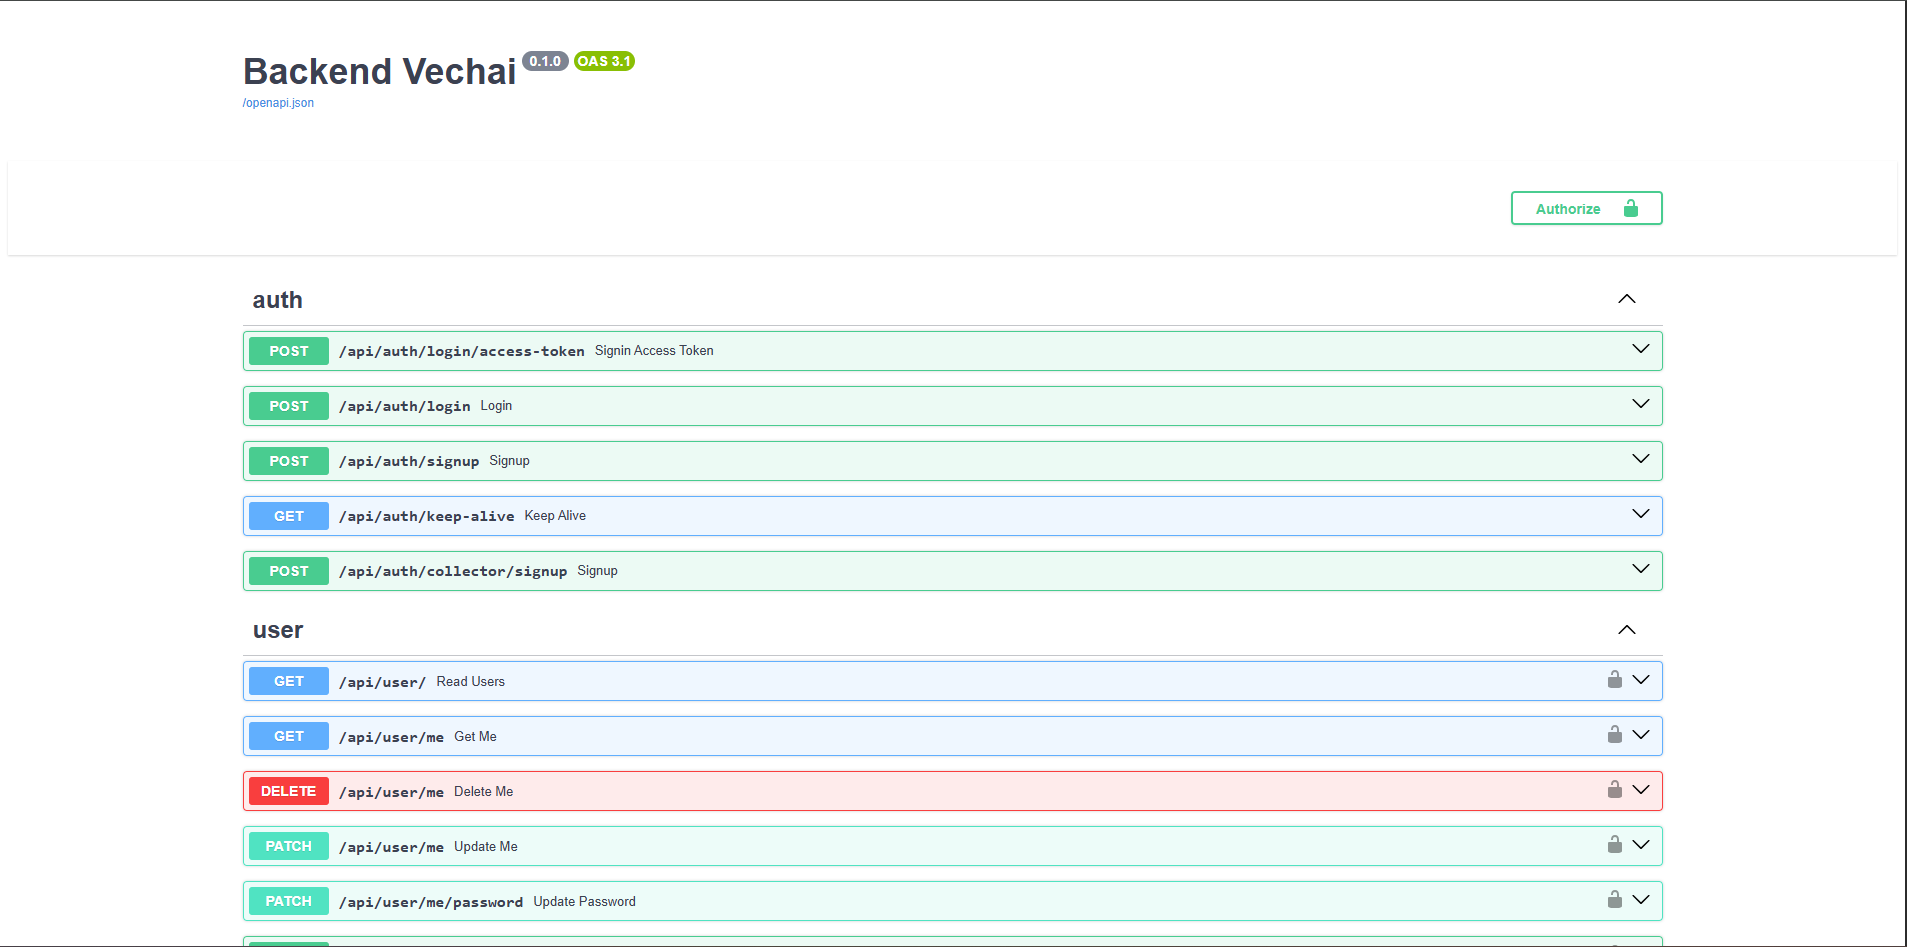 Backend Vechai 0.1.0 OAS 3.1
/openapi.json
Authorize
auth
POST /api/auth/login/access-token Signin Access Token
POST /api/auth/login Login
POST /api/auth/signup Signup
GET /api/auth/keep-alive Keep Alive
POST /api/auth/collector/signup Signup
user
GET /api/user/ Read Users
GET /api/user/me Get Me
DELETE /api/user/me Delete Me
PATCH /api/user/me Update Me
PATCH /api/user/me/password Update Password